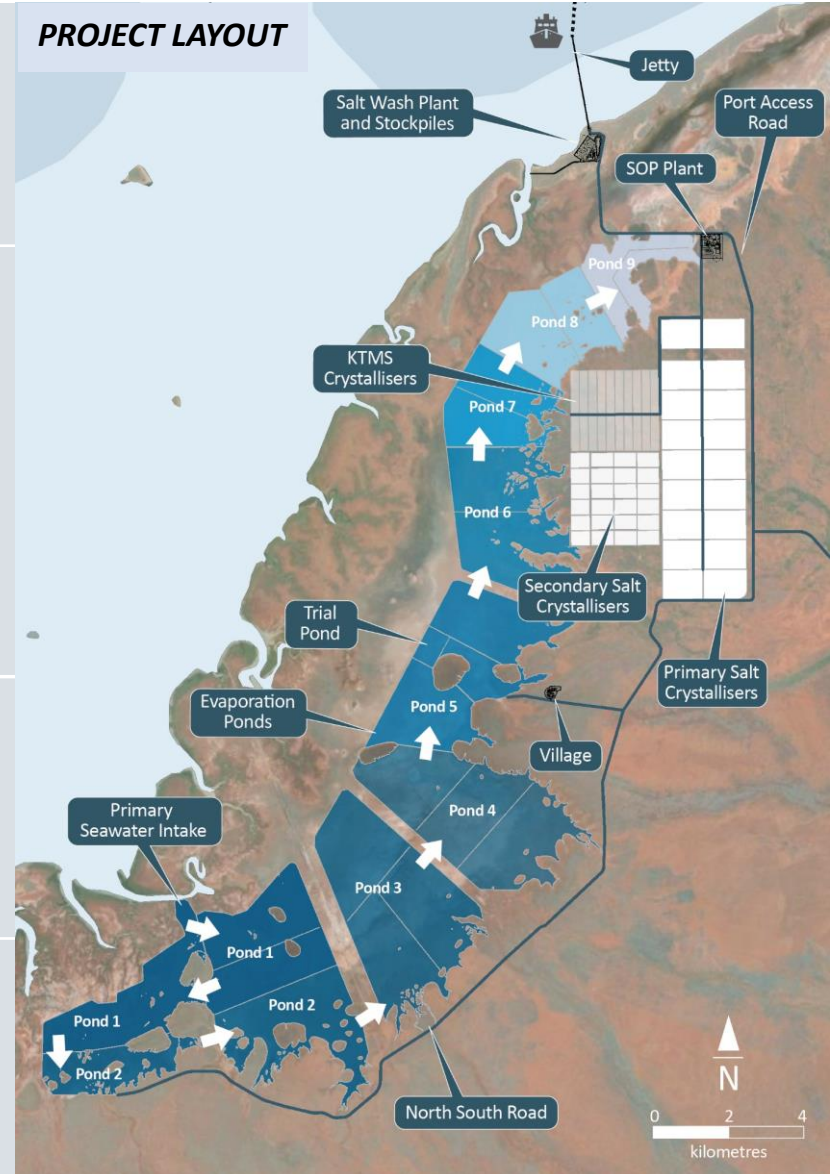 PROJECT LAYOUT
Jetty
Salt Wash Plant
and Stockpiles
Port Access
Road
SOP Plant
Pond 9
Pond 8
KTMS
Crystallisers
Pond 7
Pond 6
Secondary Salt
Crystallisers
Trial
Pond
Primary Salt
Crystallisers
Evaporation
Ponds
Pond 5
Village
Primary
Seawater Intake
Pond 4
Pond 3
Pond 1
Pond 2
Pond 1
Pond 2
North South Road
N
0 2 4
kilometres